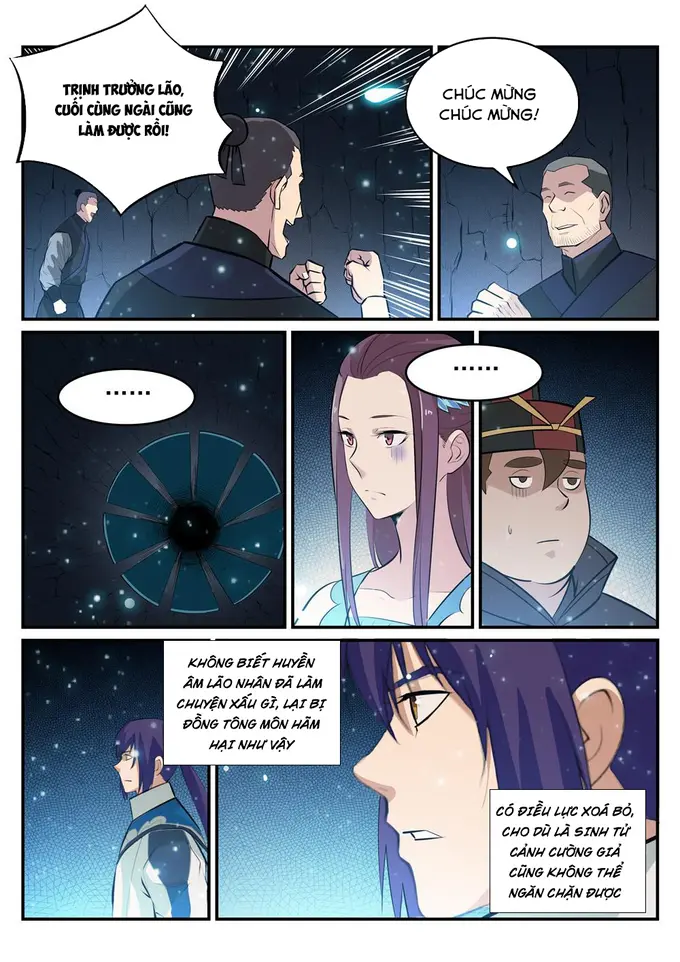 TRỊNH TRƯỞNG LÃO,
CUỐI CÙNG NGÀI CŨNG
LÀM ĐƯỢC RỒI!
CHÚC MỪNG
CHÚC MỪNG!
......
......
KHÔNG BIẾT HUYỀN
ÂM LÃO NHÂN ĐÃ LÀM
CHUYỆN XẤU GÌ, LẠI BỊ
ĐỒNG TÔNG MÔN HÃM
HẠI NHƯ VẬY
CÓ ĐIỀU LỰC XOÁ BỎ,
CHO DÙ LÀ SINH TỬ
CẢNH CƯỜNG GIẢ
CŨNG KHÔNG THỂ
NGĂN CHẶN ĐƯỢC